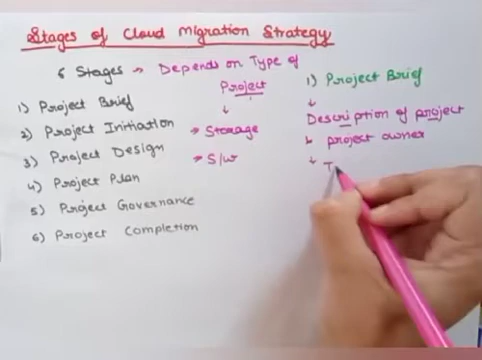 Stages of Cloud Migration Strategy
6 Stages → Depends on Type of
Project
↓
→ Storage
→ S/w
1) Project Brief
2) Project Initiation
3) Project Design
4) Project Plan
5) Project Governance
6) Project Completion
1) Project Brief
↓
Description of project
↳ project owner
↳ T